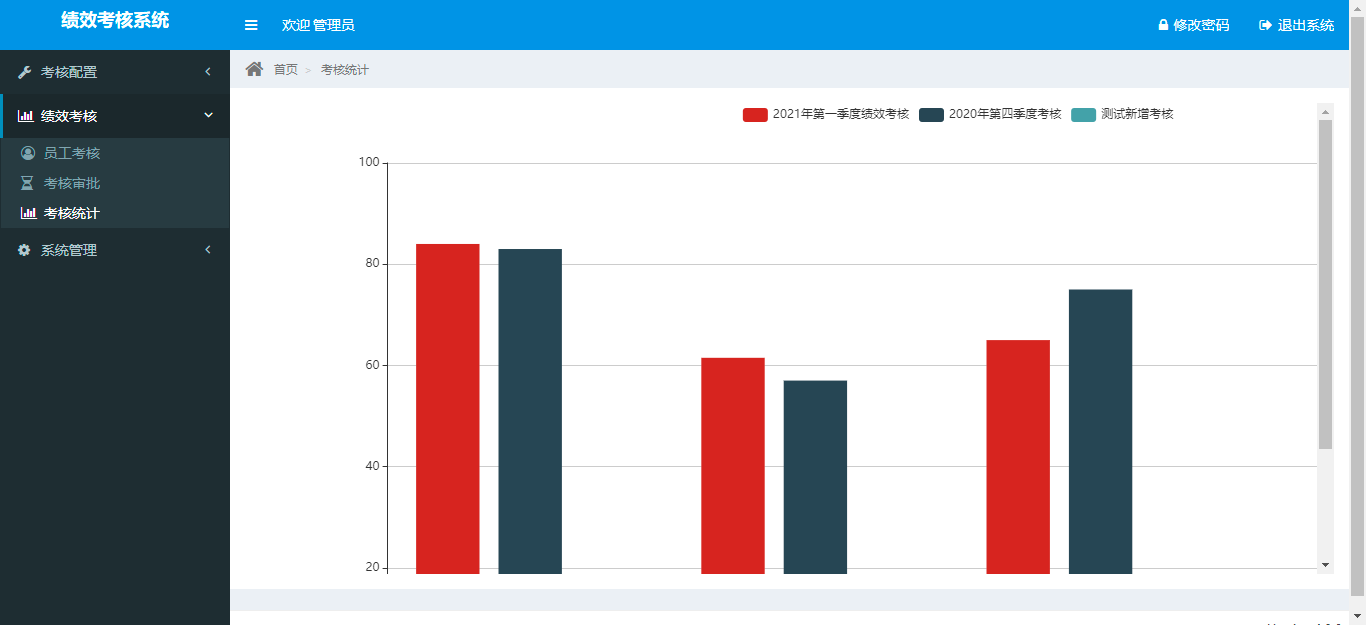 绩效考核系统
欢迎 管理员
修改密码
退出系统
考核配置
绩效考核
员工考核
考核审批
考核统计
系统管理
首页 > 考核统计
2021年第一季度绩效考核 2020年第四季度考核 测试新增考核
100
80
60
40
20